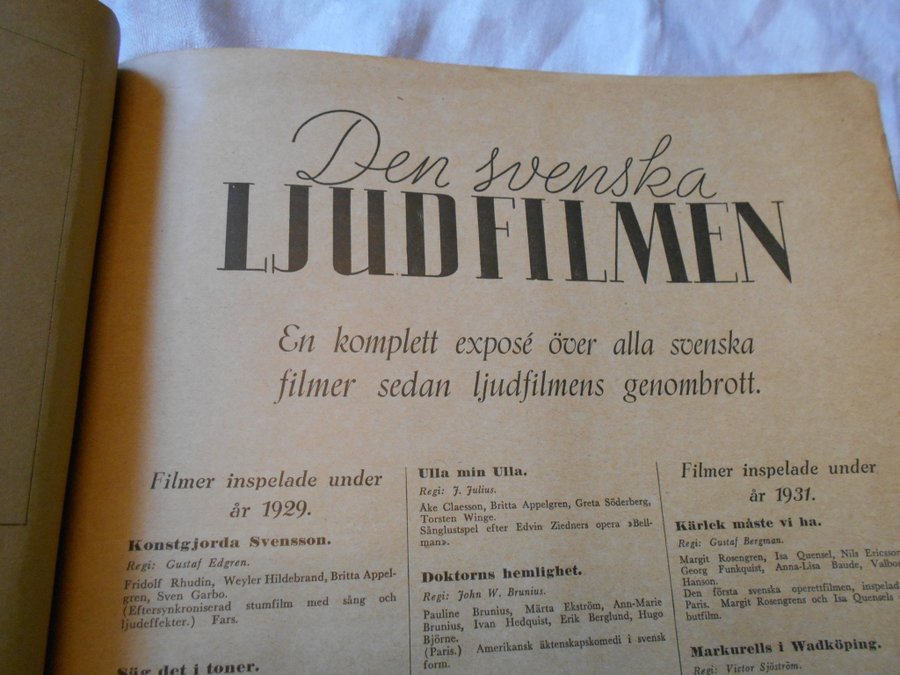 Den svenska
LJUDFILMEN
En komplett exposé över alla svenska
filmer sedan ljudfilmens genombrott.
Filmer inspelade under
år 1929.
Konstgjorda Svensson.
Regi: Gustaf Edgren.
Fridolf Rhudin, Weyler Hildebrand, Britta Appel-
gren, Sven Garbo.
(Eftersynkroniserad stumfilm med sång och
ljudeffekter.) Fars.
Säg det i toner.
Ulla min Ulla.
Regi: J. Julius.
Åke Claesson, Britta Appelgren, Greta Söderberg,
Torsten Winge.
Sånglustspel efter Edvin Ziedners opera »Bell-
man».
Doktorns hemlighet.
Regi: John W. Brunius.
Pauline Brunius, Märta Ekström, Ann-Marie
Brunius, Ivan Hedquist, Erik Berglund, Hugo
Björne.
(Paris.) Amerikansk äktenskapskomedi i svensk
form.
Filmer inspelade under
år 1931.
Kärlek måste vi ha.
Regi: Gustaf Bergman.
Margit Rosengren, Isa Quensel, Nils Ericsson
Georg Funkquist, Anna-Lisa Baude, Valbor
Hanson.
Den första svenska operettfilmen, inspelad
Paris. Margit Rosengrens och Isa Quensels
butfilm.
Markurells i Wadköping.
Regi: Victor Sjöström.